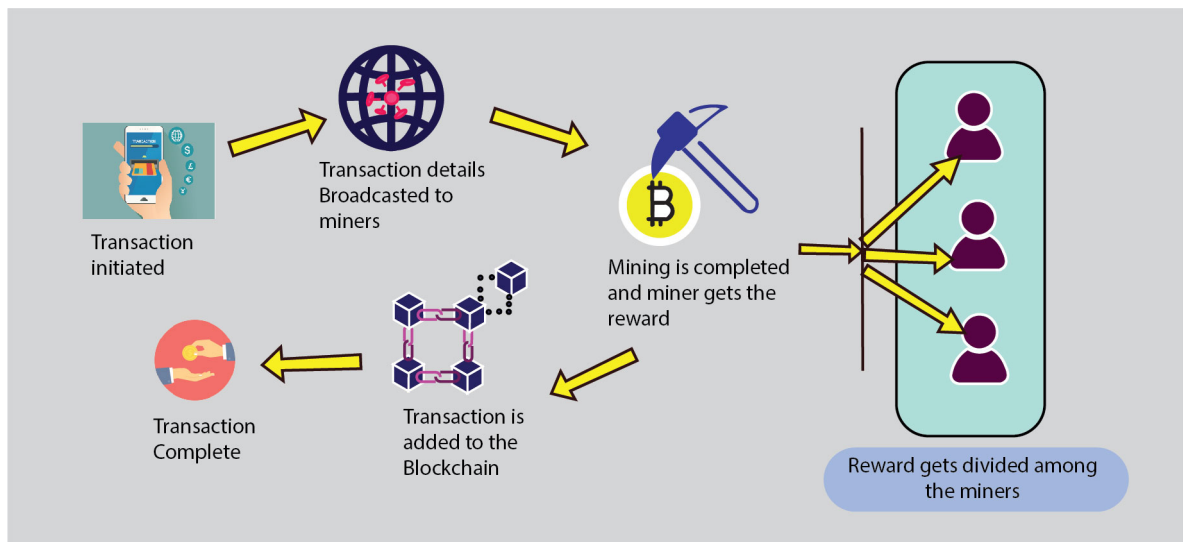 Transaction
initiated
Transaction details
Broadcasted to
miners
Mining is completed
and miner gets the
reward
Transaction is
added to the
Blockchain
Transaction
Complete
Reward gets divided among
the miners